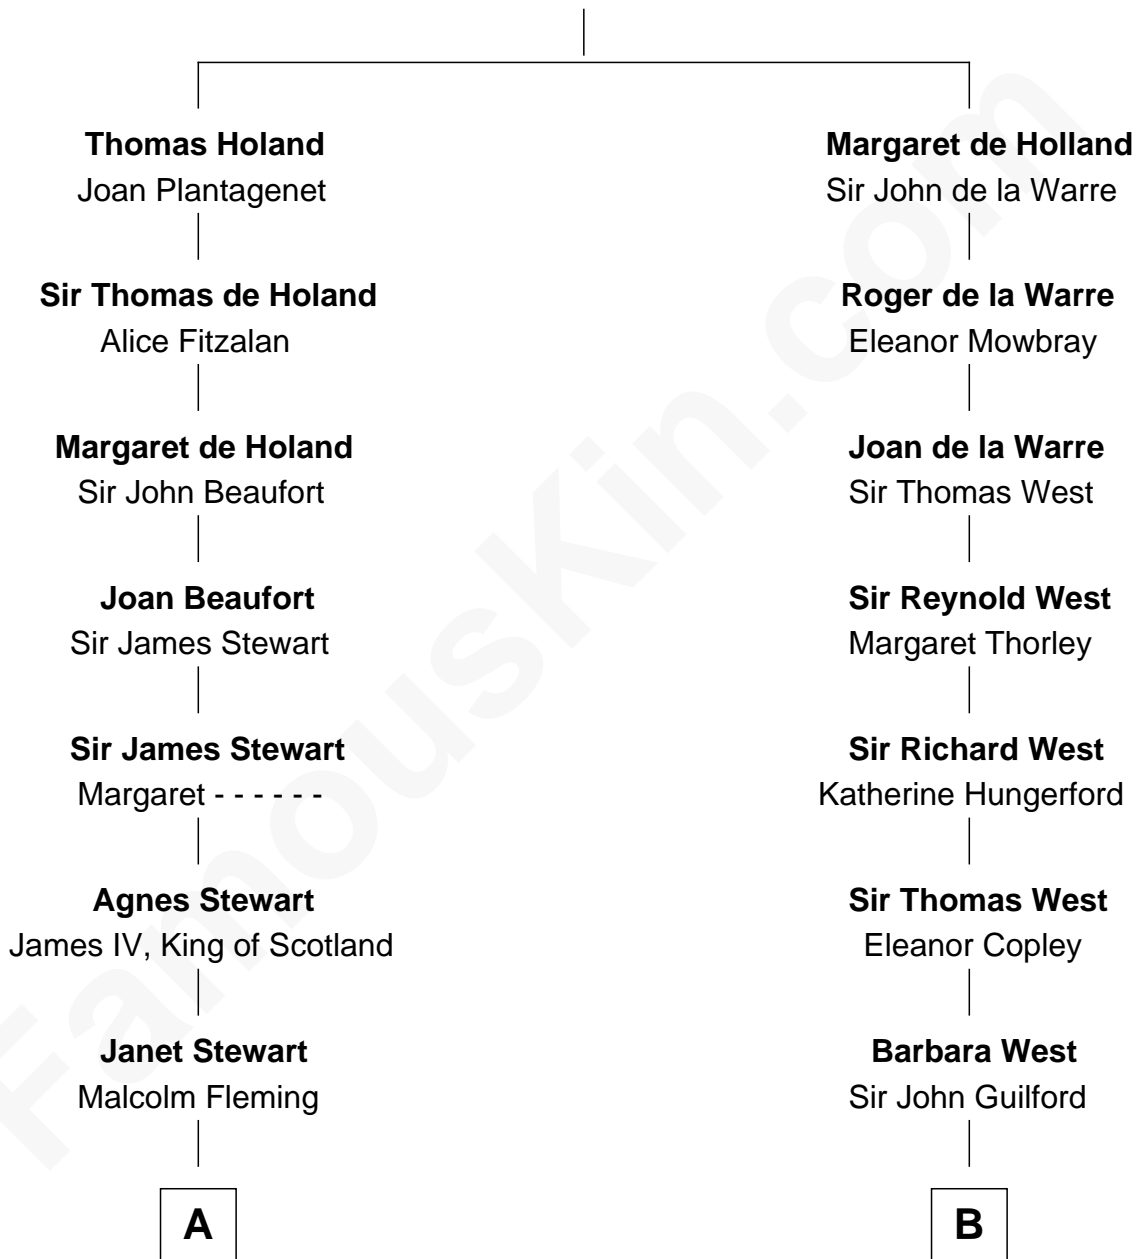 Thomas Holand
Joan Plantagenet
Sir Thomas de Holand
Alice Fitzalan
Margaret de Holand
Sir John Beaufort
Joan Beaufort
Sir James Stewart
Sir James Stewart
Margaret - - - - - -
Agnes Stewart
James IV, King of Scotland
Janet Stewart
Malcolm Fleming
A
Margaret de Holland
Sir John de la Warre
Roger de la Warre
Eleanor Mowbray
Joan de la Warre
Sir Thomas West
Sir Reynold West
Margaret Thorley
Sir Richard West
Katherine Hungerford
Sir Thomas West
Eleanor Copley
Barbara West
Sir John Guilford
B
FamousKin.com